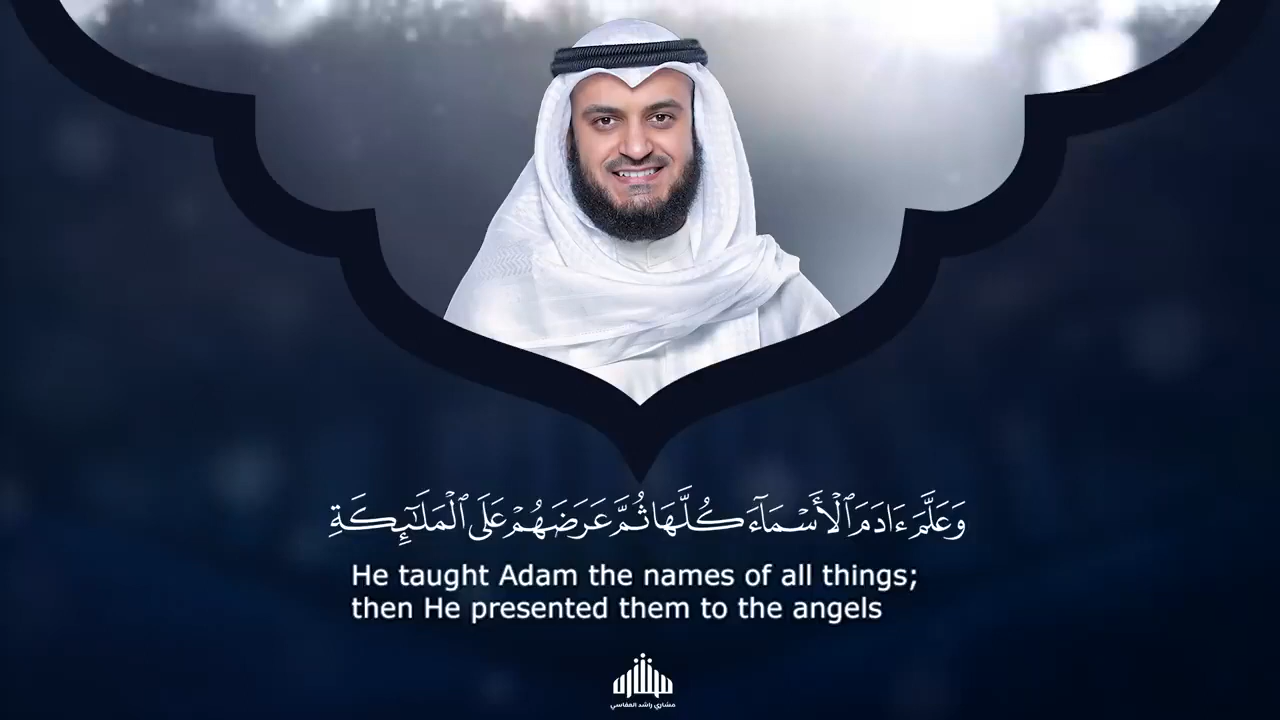 وَعَلَّمَ ءَادَمَ ٱلْأَسْمَآءَ كُلَّهَا ثُمَّ عَرَضَهُمْ عَلَى ٱلْمَلَٰٓئِكَةِ
He taught Adam the names of all things;
then He presented them to the angels
مشاري راشد العفاسي